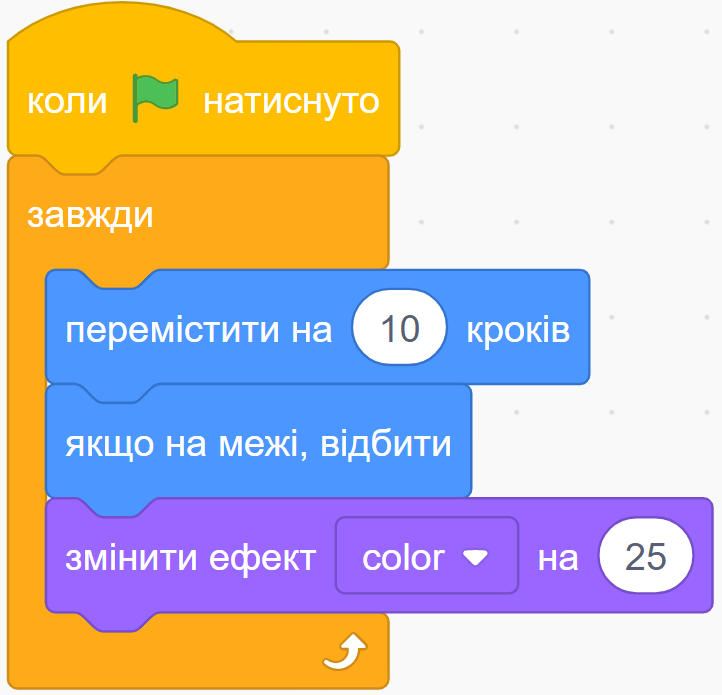 коли натиснуто
завжди
перемістити на 10 кроків
якщо на межі, відбити
змінити ефект color на 25